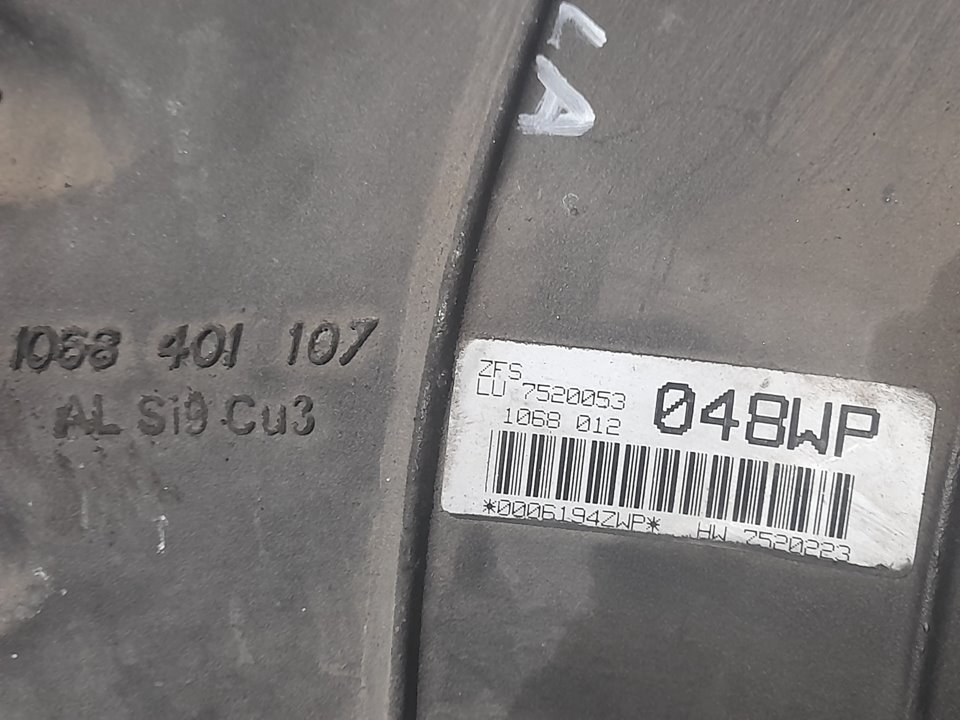 1068 401 107
AL Si9 Cu3
ZFS
LU 7520053
048WP
1068 012
*0006194ZWP* HW 7520223